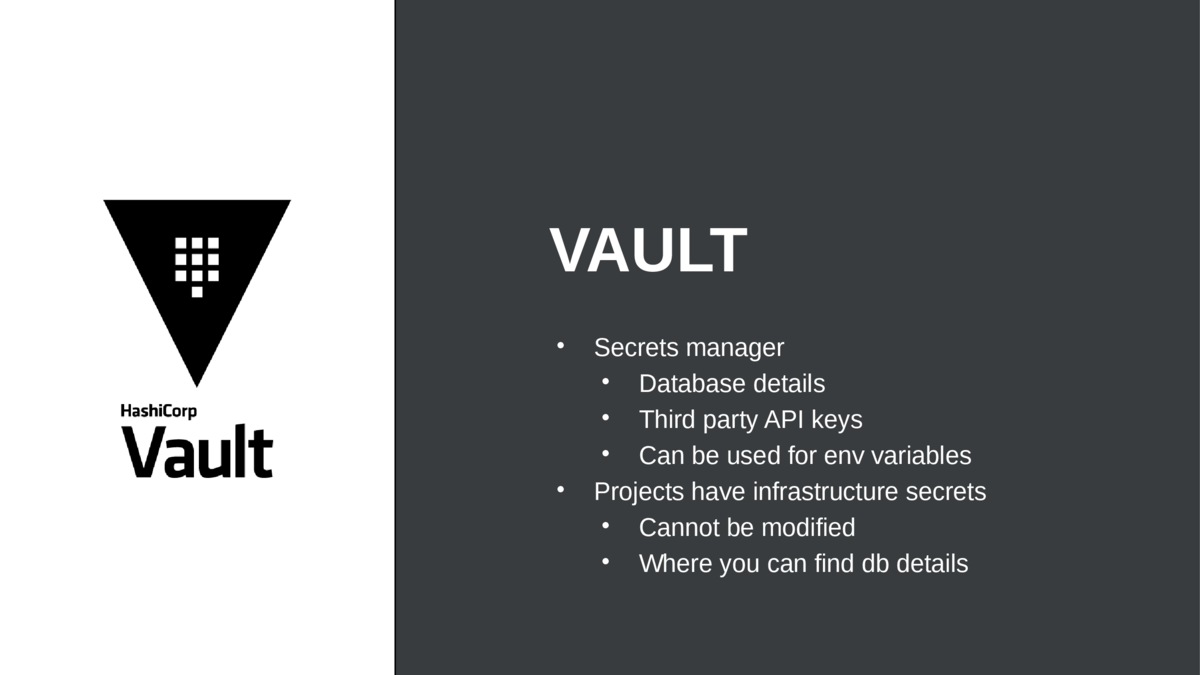 HashiCorp
Vault
VAULT
• Secrets manager
• Database details
• Third party API keys
• Can be used for env variables
• Projects have infrastructure secrets
• Cannot be modified
• Where you can find db details